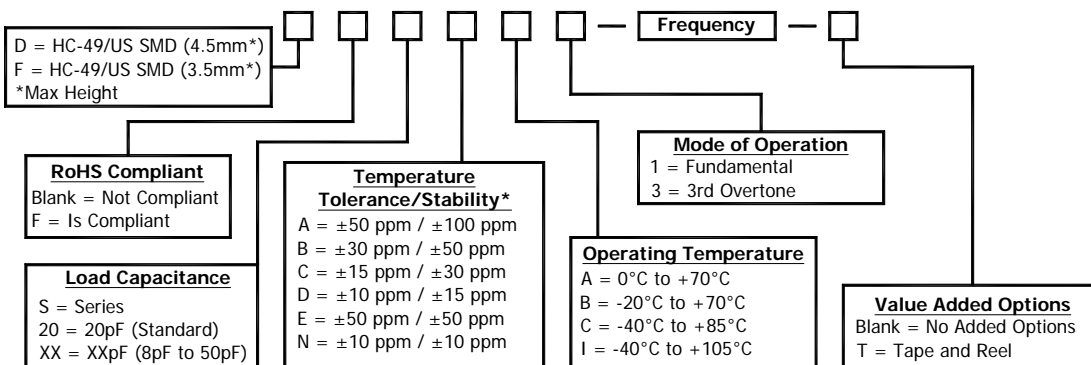 — Frequency —
D = HC-49/US SMD (4.5mm*)
F = HC-49/US SMD (3.5mm*)
*Max Height
RoHS Compliant
Blank = Not Compliant
F = Is Compliant
Load Capacitance
S = Series
20 = 20pF (Standard)
XX = XXpF (8pF to 50pF)
Temperature
Tolerance/Stability*
A = ±50 ppm / ±100 ppm
B = ±30 ppm / ±50 ppm
C = ±15 ppm / ±30 ppm
D = ±10 ppm / ±15 ppm
E = ±50 ppm / ±50 ppm
N = ±10 ppm / ±10 ppm
Mode of Operation
1 = Fundamental
3 = 3rd Overtone
Operating Temperature
A = 0°C to +70°C
B = -20°C to +70°C
C = -40°C to +85°C
I = -40°C to +105°C
Value Added Options
Blank = No Added Options
T = Tape and Reel